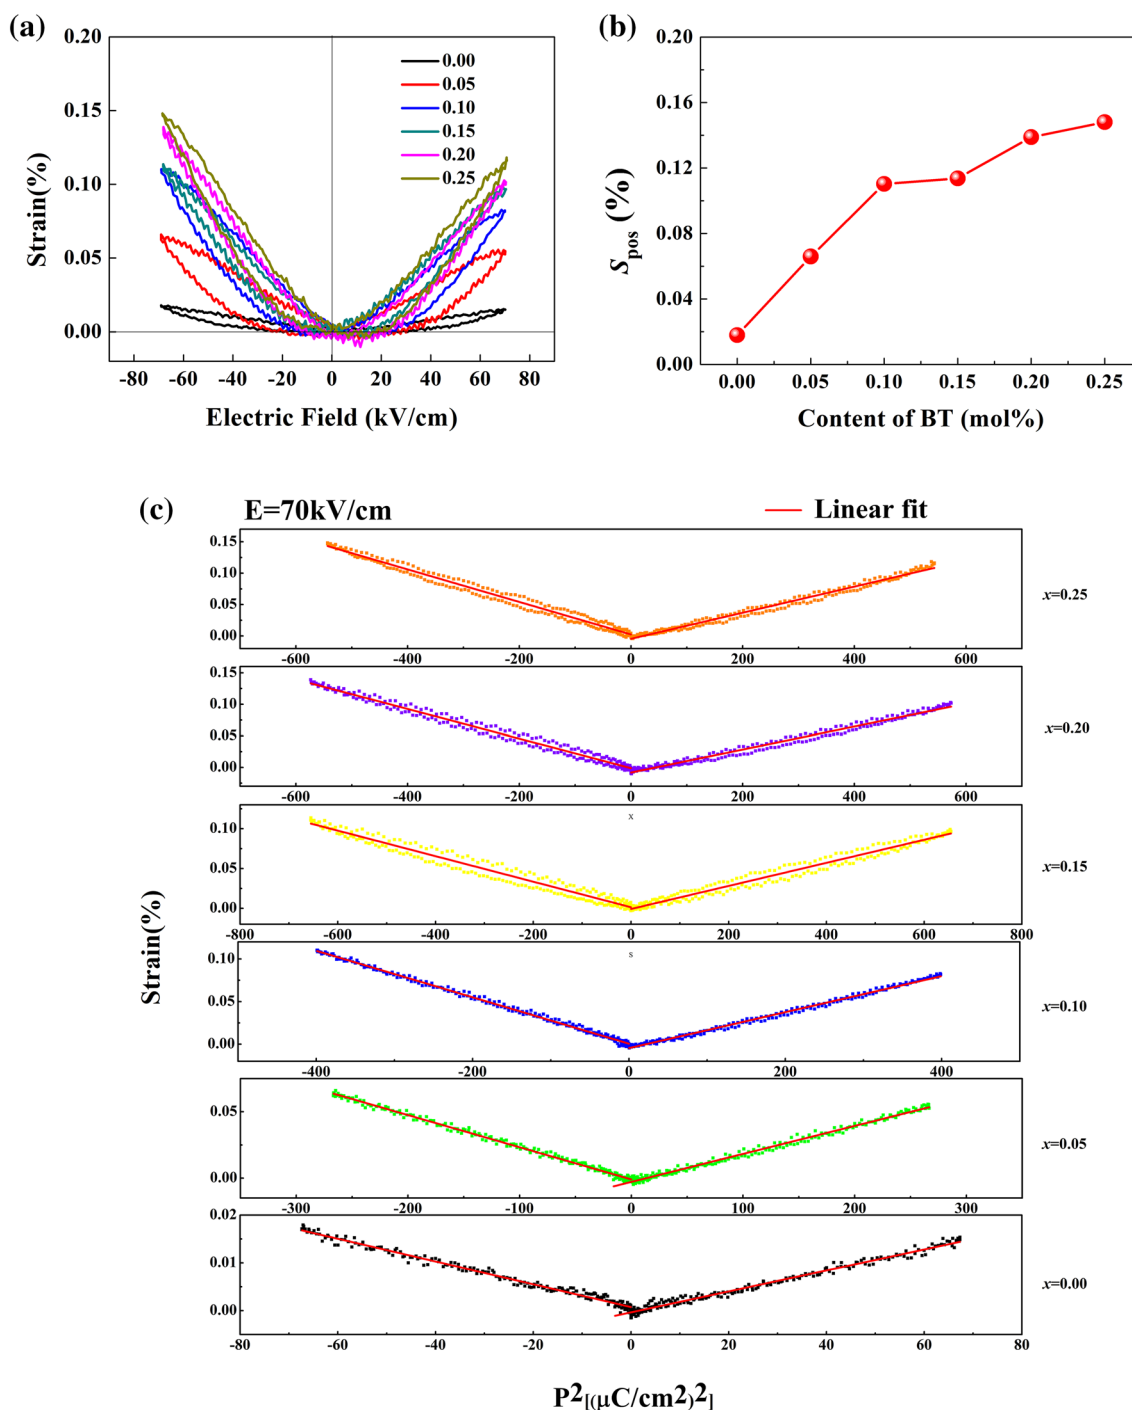 (a)
0.20
0.15
0.10
0.05
0.00
Strain(%)
0.00
0.05
0.10
0.15
0.20
0.25
-80 -60 -40 -20 0 20 40 60 80
Electric Field (kV/cm)
(b)
0.20
0.16
0.12
0.08
0.04
0.00
Spos (%)
0.00 0.05 0.10 0.15 0.20 0.25
Content of BT (mol%)
(c)
E=70kV/cm
Linear fit
0.15
0.10
0.05
0.00
-600 -400 -200 0 200 400 600
x=0.25
0.15
0.10
0.05
0.00
-600 -400 -200 0 200 400 600
x=0.20
x
0.10
0.05
0.00
-800 -600 -400 -200 0 200 400 600 800
x=0.15
s
0.10
0.05
0.00
-400 -200 0 200 400
x=0.10
0.05
0.00
-300 -200 -100 0 100 200 300
x=0.05
0.02
0.01
0.00
-80 -60 -40 -20 0 20 40 60 80
x=0.00
Strain(%)
P2[(μC/cm2)2]